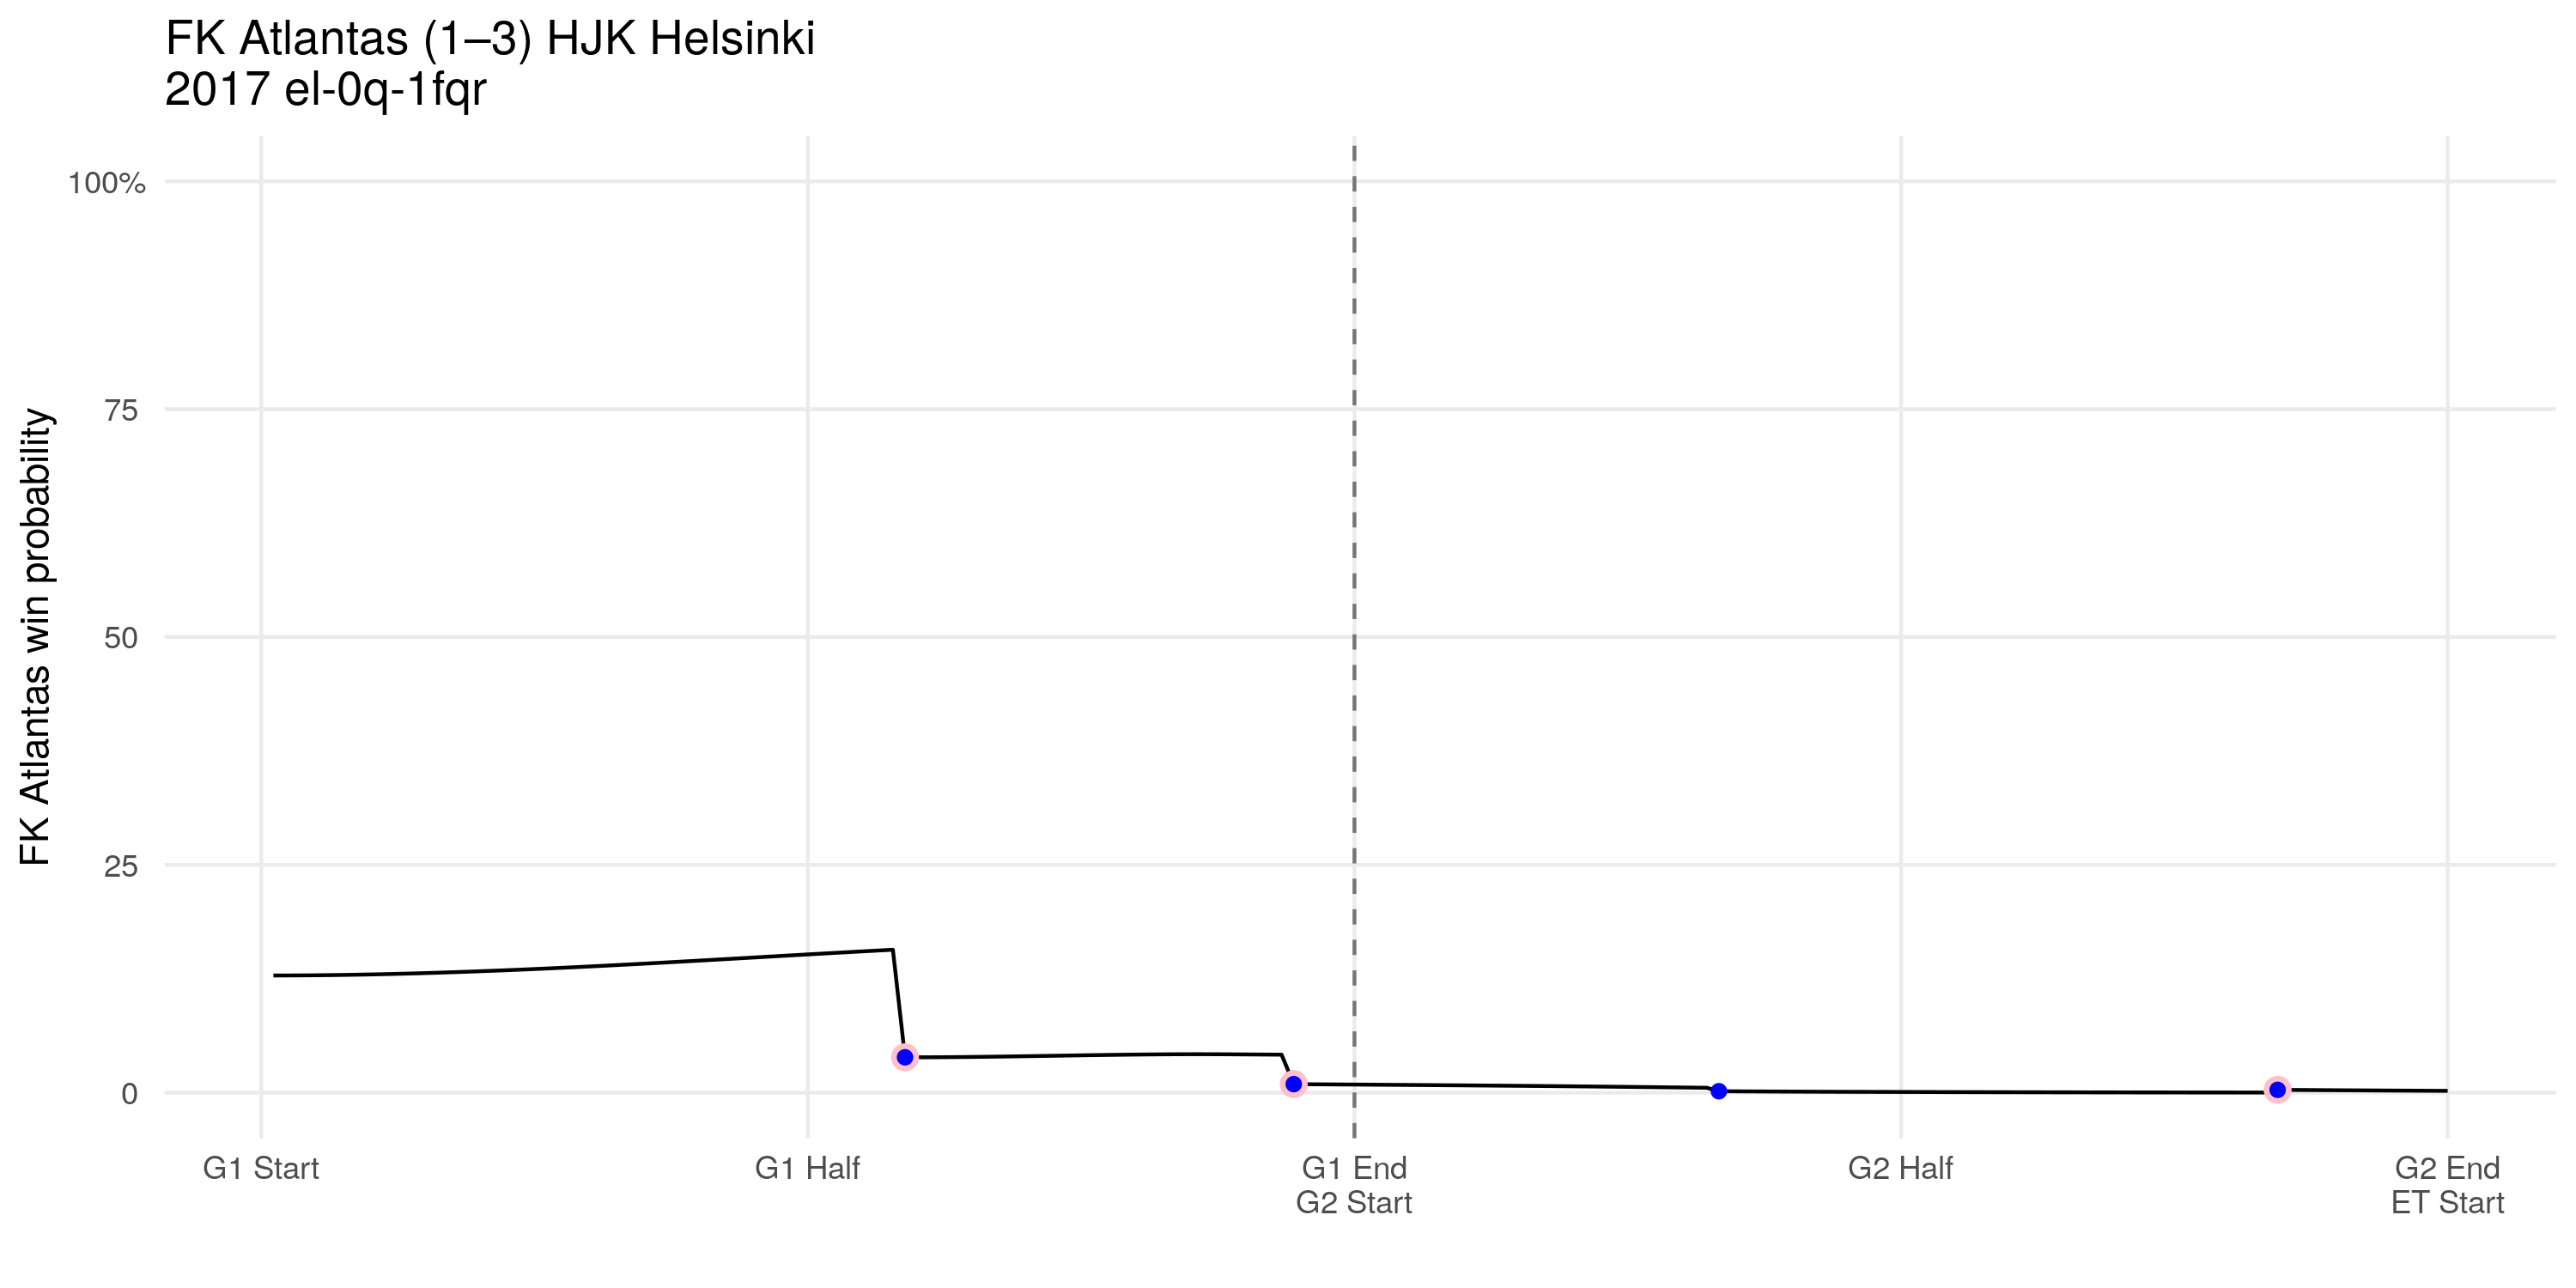 FK Atlantas (1–3) HJK Helsinki
2017 el-0q-1fqr
FK Atlantas win probability
100%
75
50
25
0
G1 Start
G1 Half
G1 End
G2 Start
G2 Half
G2 End
ET Start